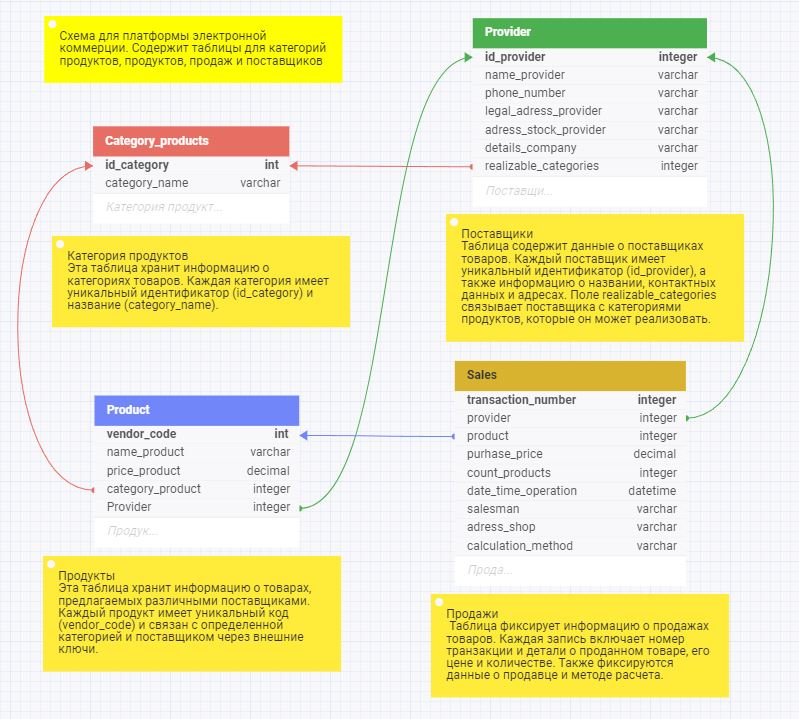 Схема для платформы электронной
коммерции. Содержит таблицы для категорий
продуктов, продуктов, продаж и поставщиков
Provider
id_provider integer
name_provider varchar
phone_number varchar
legal_adress_provider varchar
adress_stock_provider varchar
details_company varchar
realizable_categories integer
Поставщи...
Category_products
id_category int
category_name varchar
Категория продукт...
Категория продуктов
Эта таблица хранит информацию о
категориях товаров. Каждая категория имеет
уникальный идентификатор (id_category) и
название (category_name).
Поставщики
Таблица содержит данные о поставщиках
товаров. Каждый поставщик имеет
уникальный идентификатор (id_provider), а
также информацию о названии, контактных
данных и адресах. Поле realizable_categories
связывает поставщика с категориями
продуктов, которые он может реализовать.
Product
vendor_code int
name_product varchar
price_product decimal
category_product integer
Provider integer
Продук...
Продукты
Эта таблица хранит информацию о товарах,
предлагаемых различными поставщиками.
Каждый продукт имеет уникальный код
(vendor_code) и связан с определенной
категорией и поставщиком через внешние
ключи.
Sales
transaction_number integer
provider integer
product integer
purhase_price decimal
count_products integer
date_time_operation datetime
salesman varchar
adress_shop varchar
calculation_method varchar
Прода...
Продажи
Таблица фиксирует информацию о продажах
товаров. Каждая запись включает номер
транзакции и детали о проданном товаре, его
цене и количестве. Также фиксируются
данные о продавце и методе расчета.